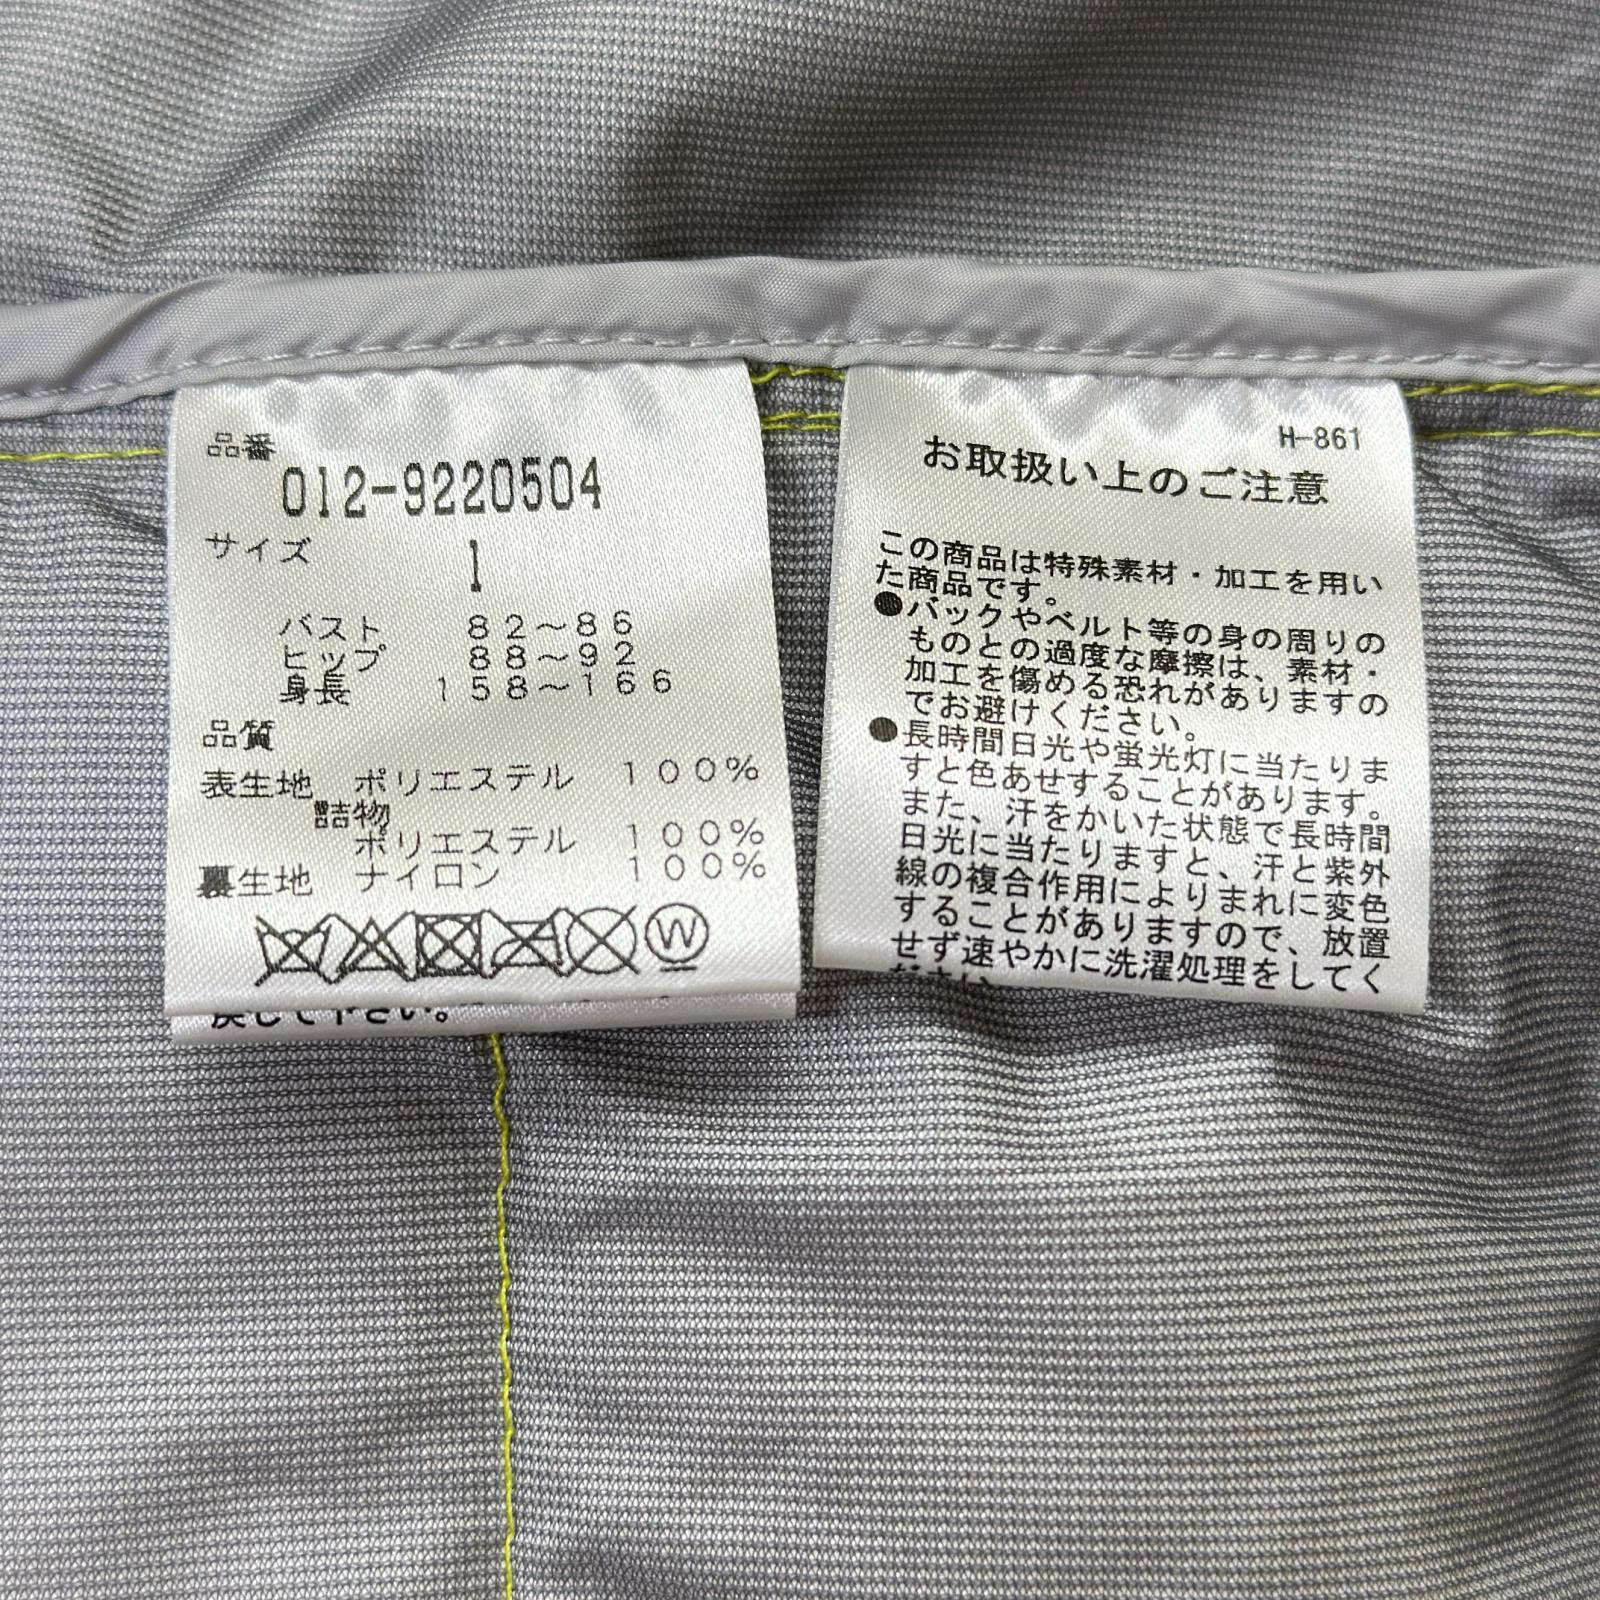 品番
012-9220504
サイズ 1
バスト 82～86
ヒップ 88～92
身長 158～166
品質
表生地 ポリエステル 100%
詰物
ポリエステル 100%
裏生地 ナイロン 100%
W
戻して下さい。
H-861
お取扱い上のご注意
この商品は特殊素材・加工を用い
た商品です。
●バックやベルト等の身の周りの
ものとの過度な摩擦は、素材・
加工を傷める恐れがありますの
でお避けください。
●長時間日光や蛍光灯に当たりま
すと色あせすることがあります。
また、汗をかいた状態で長時間
日光に当たりますと、汗と紫外
線の複合作用によりまれに変色
することがありますので、放置
せず速やかに洗濯処理をしてく
ださい。